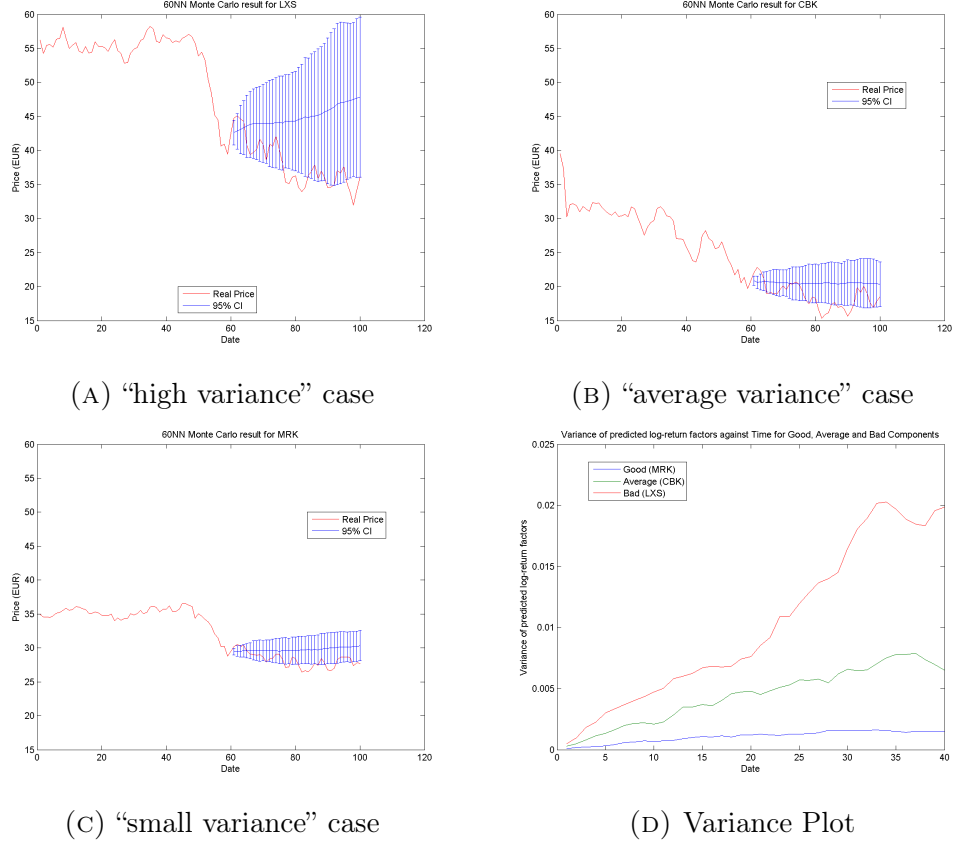 60NN Monte Carlo result for LXS
60
55
50
45
40
35
30
25
20
15
Price (EUR)
Real Price
95% CI
0 20 40 60 80 100 120
Date
(A) “high variance” case
60NN Monte Carlo result for CBK
60
55
50
45
40
35
30
25
20
15
Price (EUR)
Real Price
95% CI
0 20 40 60 80 100 120
Date
(B) “average variance” case
60NN Monte Carlo result for MRK
60
55
50
45
40
35
30
25
20
15
Price (EUR)
Real Price
95% CI
0 20 40 60 80 100 120
Date
(C) “small variance” case
Variance of predicted log-return factors against Time for Good, Average and Bad Components
0.025
0.02
0.015
0.01
0.005
0
Variance of predicted log-return factors
Good (MRK)
Average (CBK)
Bad (LXS)
0 5 10 15 20 25 30 35 40
Date
(D) Variance Plot